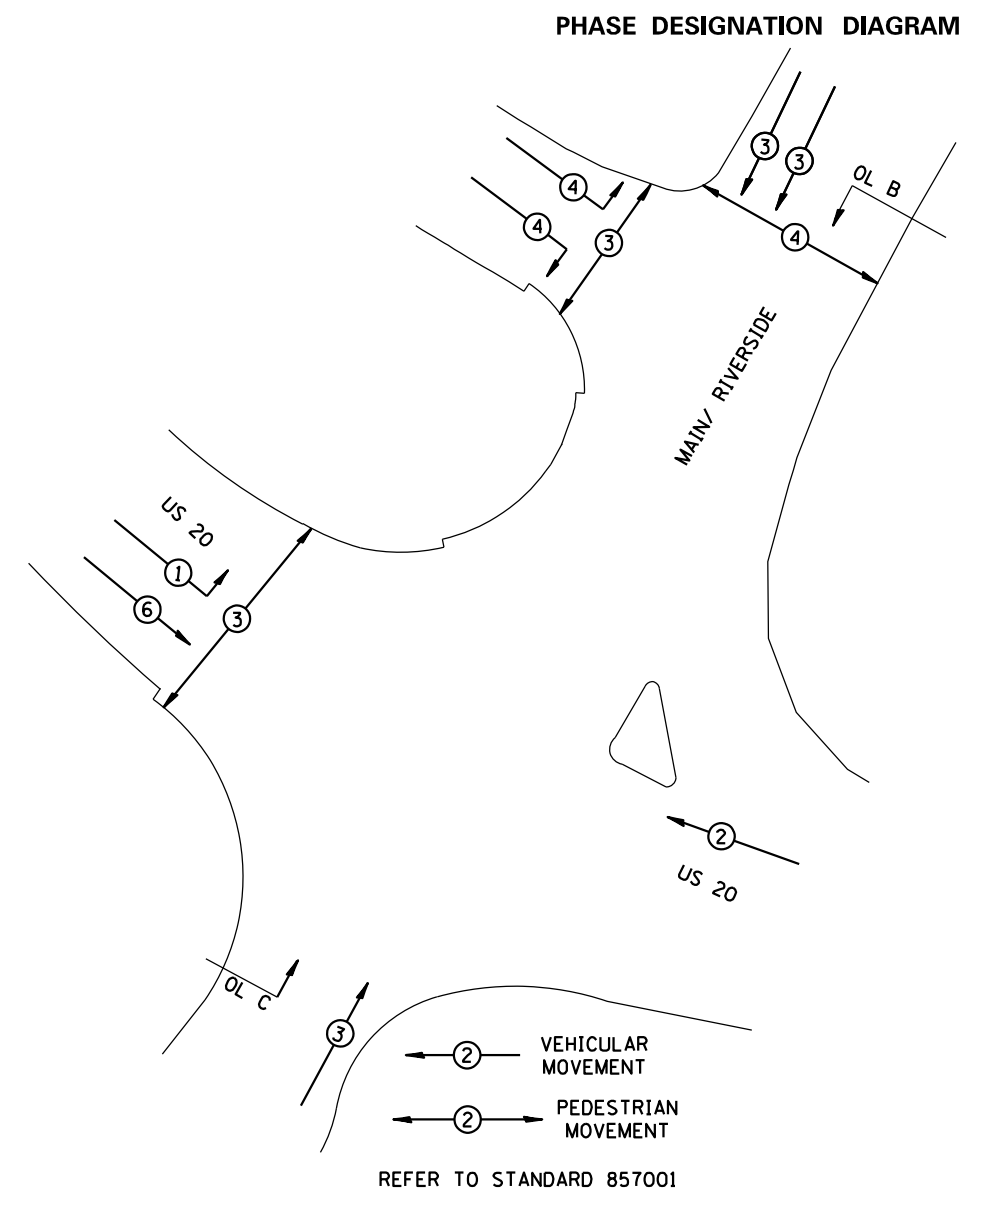 PHASE DESIGNATION DIAGRAM
3
3
4
OL B
4
3
4
MAIN/ RIVERSIDE
US 20
1
6
3
2
US 20
OL C
3
2
VEHICULAR
MOVEMENT
2
PEDESTRIAN
MOVEMENT
REFER TO STANDARD 857001